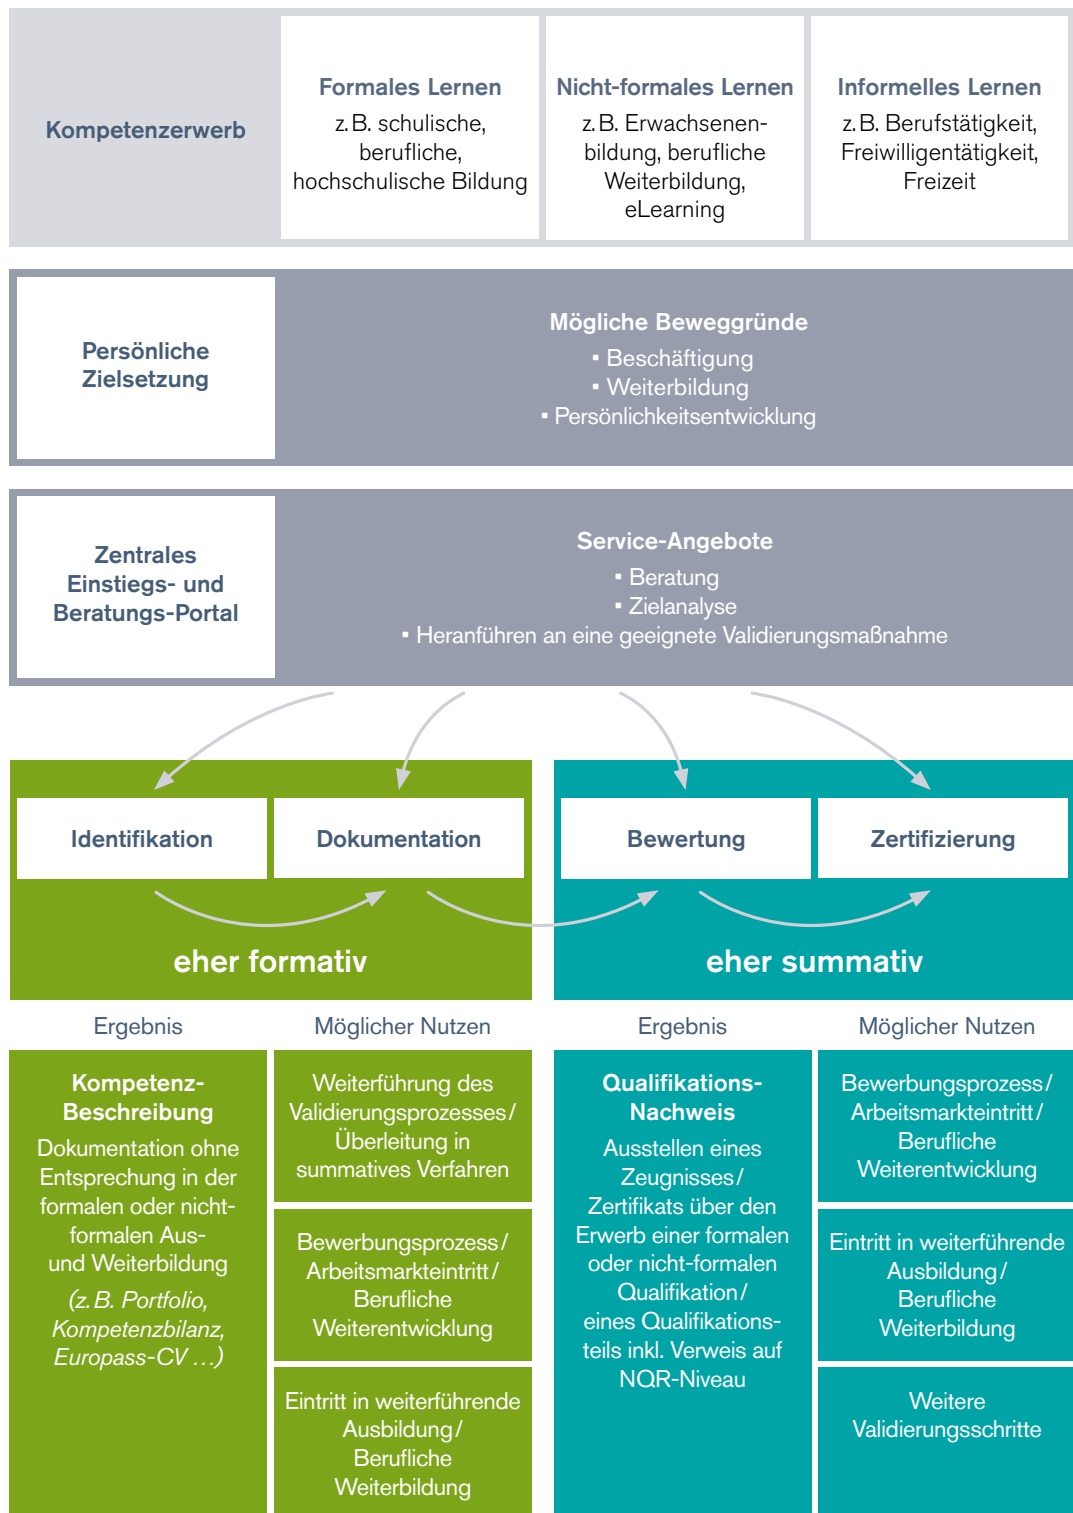 Kompetenzerwerb
Formales Lernen
z.B. schulische,
berufliche,
hochschulische Bildung
Nicht-formales Lernen
z.B. Erwachsenen-
bildung, berufliche
Weiterbildung,
eLearning
Informelles Lernen
z.B. Berufstätigkeit,
Freiwilligentätigkeit,
Freizeit
Persönliche
Zielsetzung
Mögliche Beweggründe
▪ Beschäftigung
▪ Weiterbildung
▪ Persönlichkeitsentwicklung
Zentrales
Einstiegs- und
Beratungs-Portal
Service-Angebote
▪ Beratung
▪ Zielanalyse
▪ Heranführen an eine geeignete Validierungsmaßnahme
Identifikation
Dokumentation
eher formativ
Bewertung
Zertifizierung
eher summativ
Ergebnis
Kompetenz-
Beschreibung
Dokumentation ohne
Entsprechung in der
formalen oder nicht-
formalen Aus-
und Weiterbildung
(z.B. Portfolio,
Kompetenzbilanz,
Europass-CV ...)
Möglicher Nutzen
Weiterführung des
Validierungsprozesses/
Überleitung in
summatives Verfahren
Bewerbungsprozess/
Arbeitsmarkteintritt/
Berufliche
Weiterentwicklung
Eintritt in weiterführende
Ausbildung/
Berufliche
Weiterbildung
Ergebnis
Qualifikations-
Nachweis
Ausstellen eines
Zeugnisses/
Zertifikats über den
Erwerb einer formalen
oder nicht-formalen
Qualifikation/
eines Qualifikations-
teils inkl. Verweis auf
NQR-Niveau
Möglicher Nutzen
Bewerbungsprozess/
Arbeitsmarkteintritt/
Berufliche
Weiterentwicklung
Eintritt in weiterführende
Ausbildung/
Berufliche
Weiterbildung
Weitere
Validierungsschritte